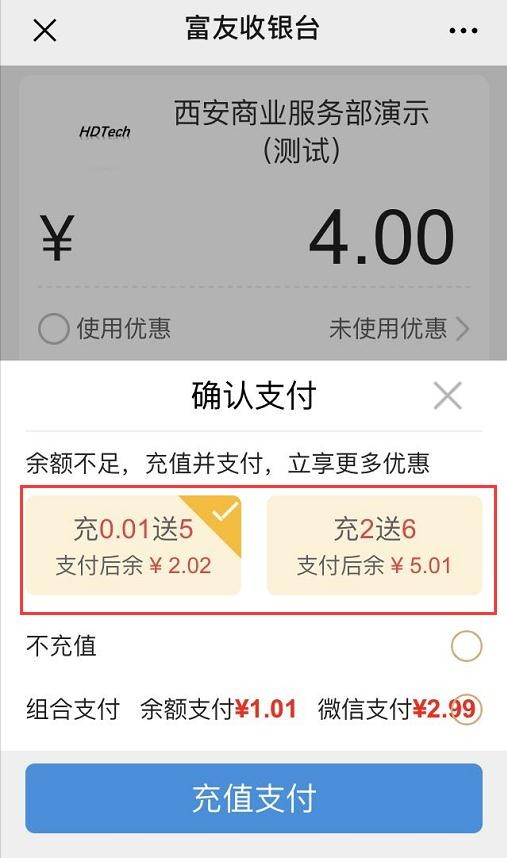 富友收银台
HDTech
西安商业服务部演示
（测试）
¥ 4.00
使用优惠 未使用优惠
确认支付
余额不足，充值并支付，立享更多优惠
充0.01送5 充2送6
支付后余 ¥ 2.02 支付后余 ¥ 5.01
不充值
组合支付 余额支付¥1.01 微信支付¥2.99
充值支付